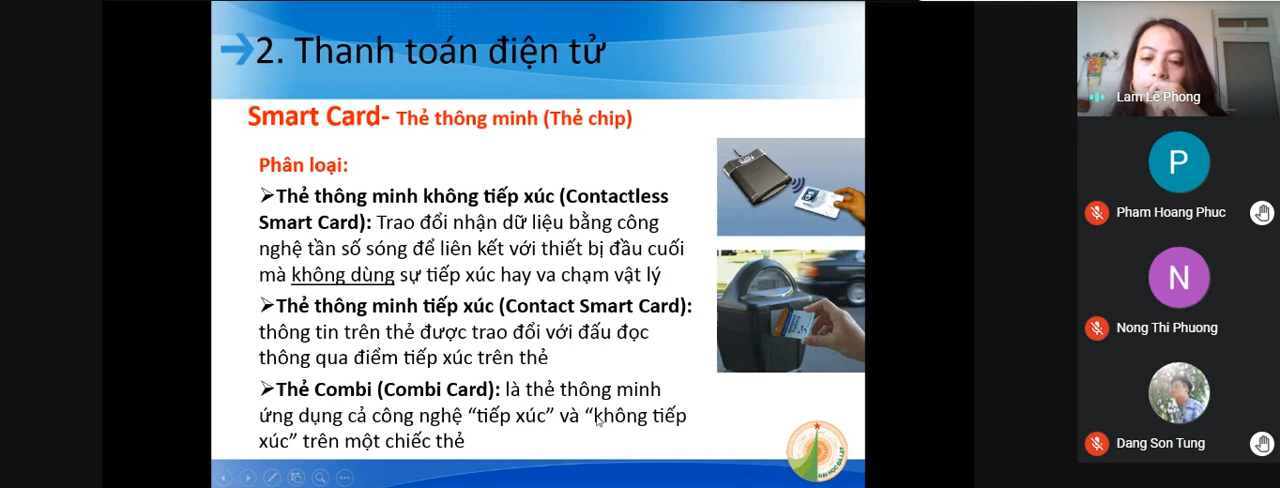 2. Thanh toán điện tử
Smart Card- Thẻ thông minh (Thẻ chip)
Phân loại:
➢Thẻ thông minh không tiếp xúc (Contactless
Smart Card): Trao đổi nhận dữ liệu bằng công
nghệ tần số sóng để liên kết với thiết bị đầu cuối
mà không dùng sự tiếp xúc hay va chạm vật lý
➢Thẻ thông minh tiếp xúc (Contact Smart Card):
thông tin trên thẻ được trao đổi với đấu đọc
thông qua điểm tiếp xúc trên thẻ
➢Thẻ Combi (Combi Card): là thẻ thông minh
ứng dụng cả công nghệ “tiếp xúc” và “không tiếp
xúc” trên một chiếc thẻ
ĐẠI HỌC ĐÀ LẠT
Lam Lê Phong
P
Pham Hoang Phuc
N
Nong Thi Phuong
Dang Son Tung